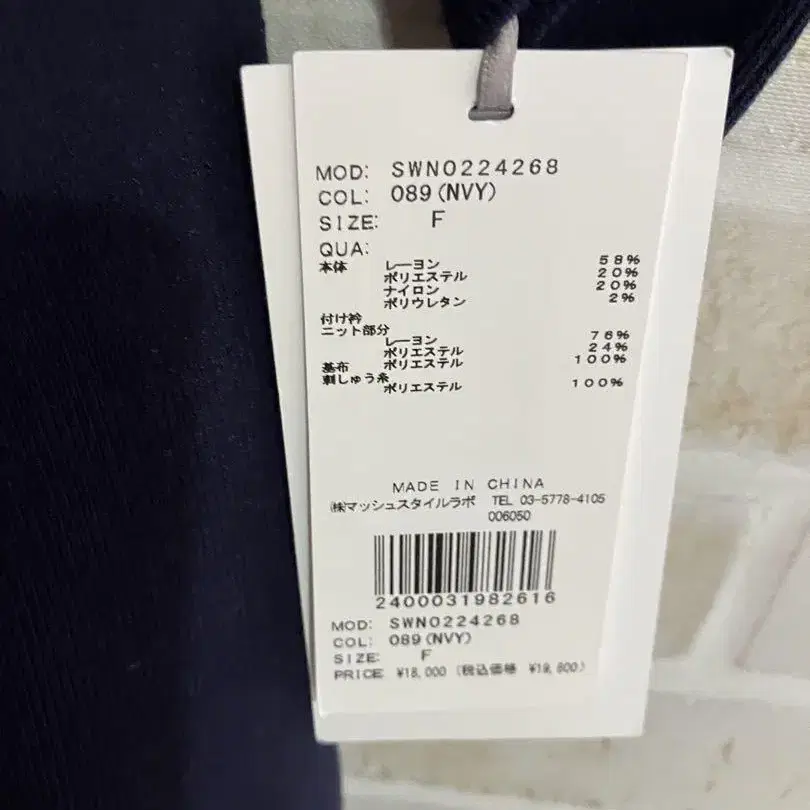 MOD: SWN0224268
COL: 089(NVY)
SIZE: F
QUA:
本体 レーヨン 58%
ポリエステル 20%
ナイロン 20%
ポリウレタン 2%
付け衿
ニット部分
レーヨン 76%
ポリエステル 24%
基布 ポリエステル 100%
刺しゅう糸
ポリエステル 100%
MADE IN CHINA
㈱マッシュスタイルラボ TEL 03-5778-4105
006050
2400031982616
MOD: SWN0224268
COL: 089(NVY)
SIZE: F
PRICE ¥18,000 (税込価格 ¥19,800)